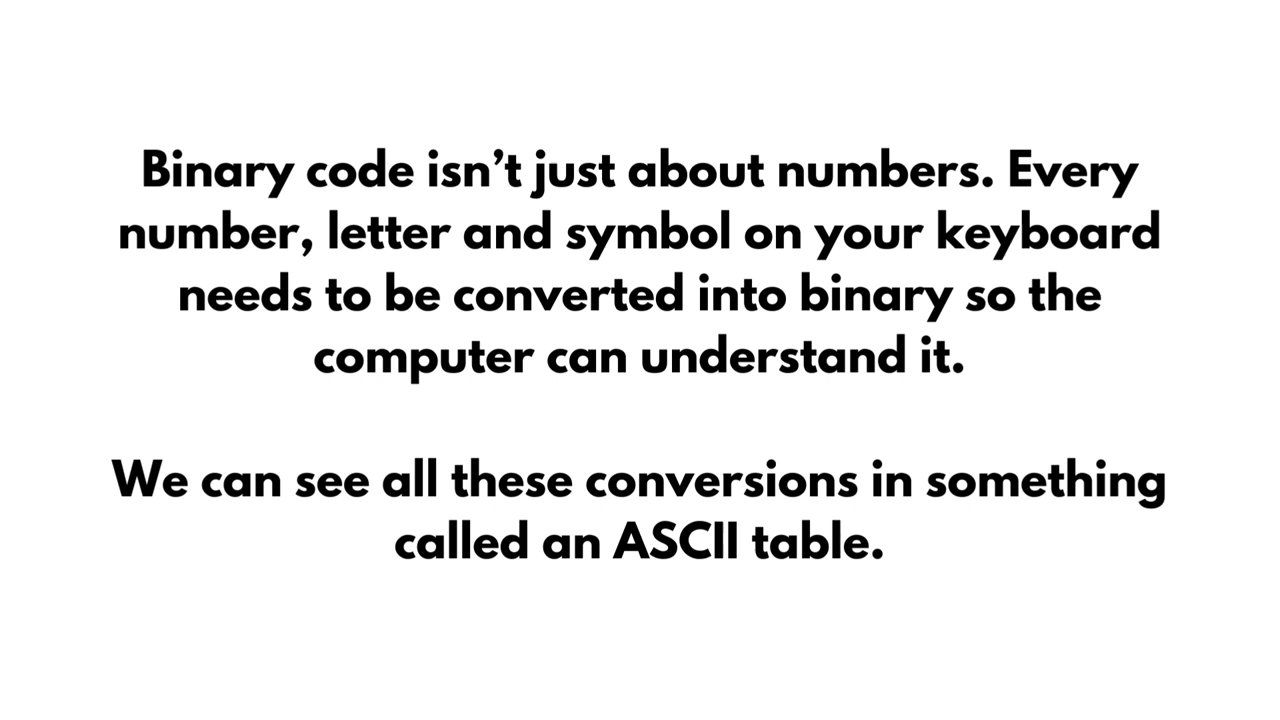 Binary code isn’t just about numbers. Every
number, letter and symbol on your keyboard
needs to be converted into binary so the
computer can understand it.
We can see all these conversions in something
called an ASCII table.